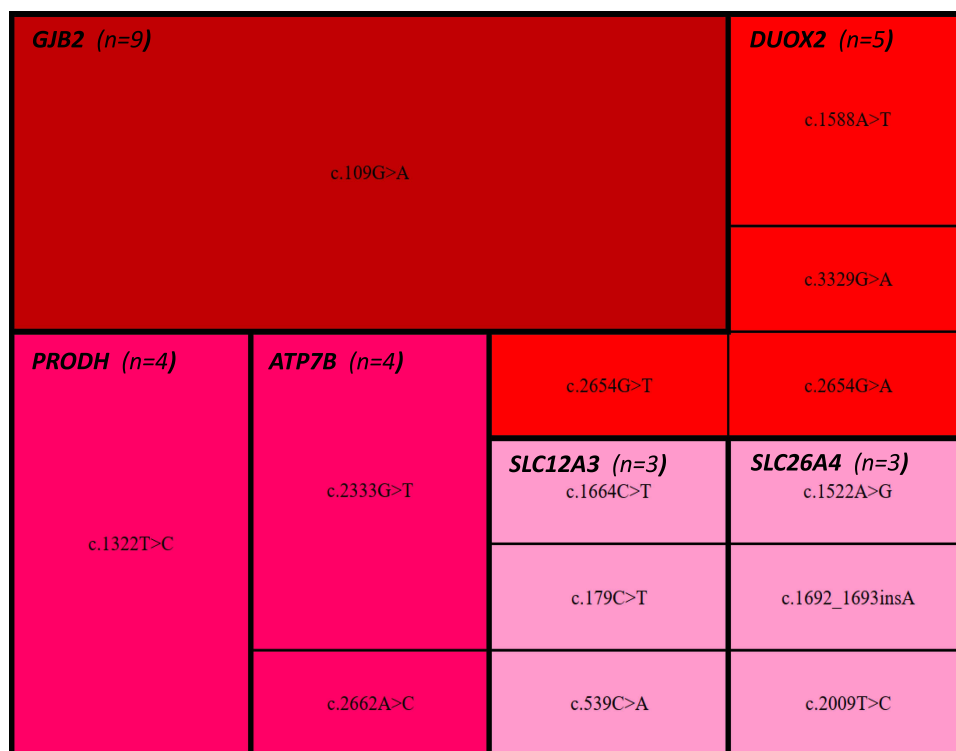 GJB2 (n=9)
c.109G>A
DUOX2 (n=5)
c.1588A>T
c.3329G>A
c.2654G>T
c.2654G>A
PRODH (n=4)
c.1322T>C
ATP7B (n=4)
c.2333G>T
c.2662A>C
SLC12A3 (n=3)
c.1664C>T
c.179C>T
c.539C>A
SLC26A4 (n=3)
c.1522A>G
c.1692_1693insA
c.2009T>C